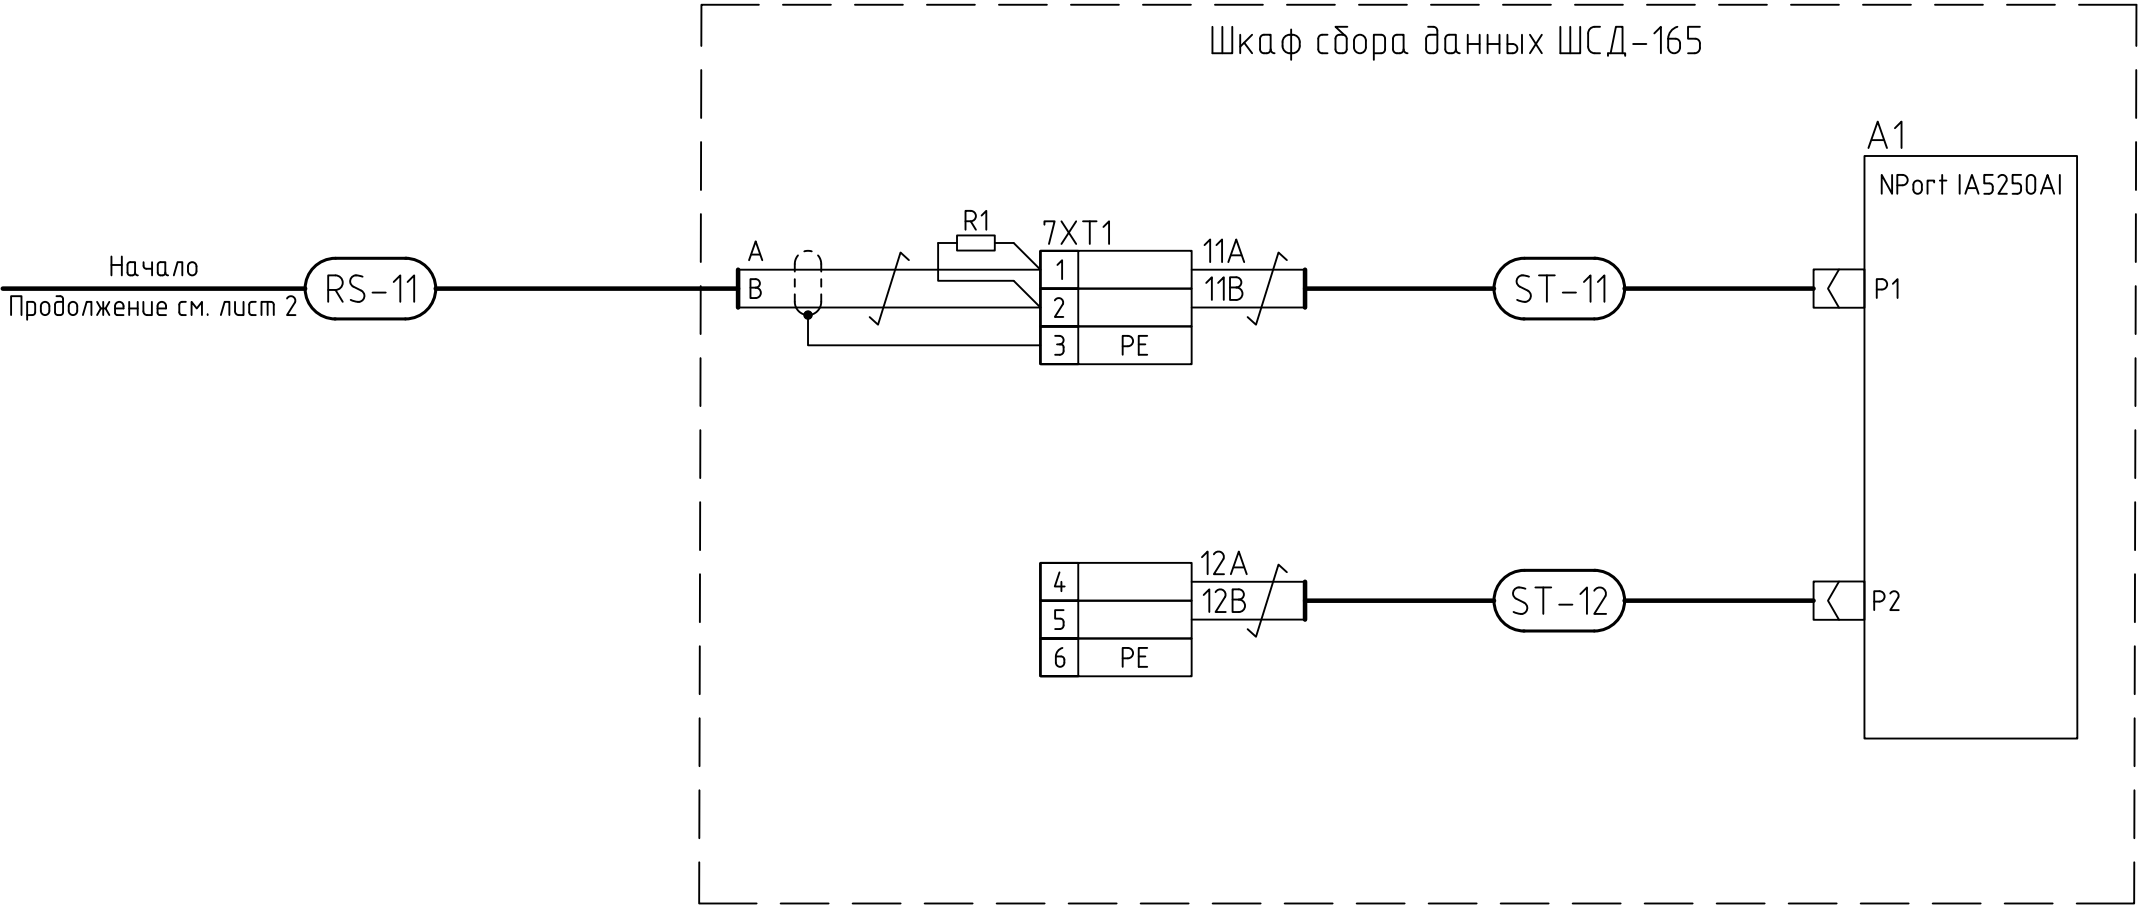 Шкаф сбора данных ШСД-165
A1
NPort IA5250AI
R1
7XT1
Начало
RS-11
Продолжение см. лист 2
A
B
1
2
3
PE
11A
11B
ST-11
P1
4
5
6
PE
12A
12B
ST-12
P2